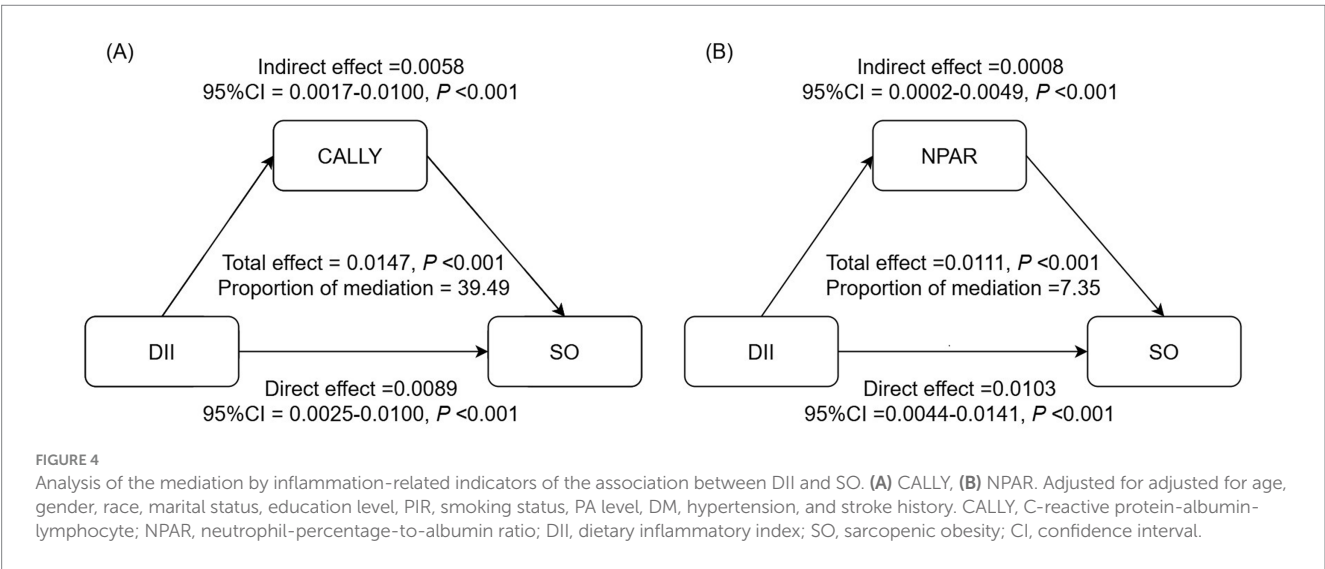 (A)
Indirect effect =0.0058
95%CI = 0.0017-0.0100, P <0.001
CALLY
Total effect = 0.0147, P <0.001
Proportion of mediation = 39.49
DII
SO
Direct effect =0.0089
95%CI = 0.0025-0.0100, P <0.001
(B)
Indirect effect =0.0008
95%CI = 0.0002-0.0049, P <0.001
NPAR
Total effect =0.0111, P <0.001
Proportion of mediation =7.35
DII
SO
Direct effect =0.0103
95%CI =0.0044-0.0141, P <0.001
FIGURE 4
Analysis of the mediation by inflammation-related indicators of the association between DII and SO. (A) CALLY, (B) NPAR. Adjusted for adjusted for age,
gender, race, marital status, education level, PIR, smoking status, PA level, DM, hypertension, and stroke history. CALLY, C-reactive protein-albumin-
lymphocyte; NPAR, neutrophil-percentage-to-albumin ratio; DII, dietary inflammatory index; SO, sarcopenic obesity; CI, confidence interval.